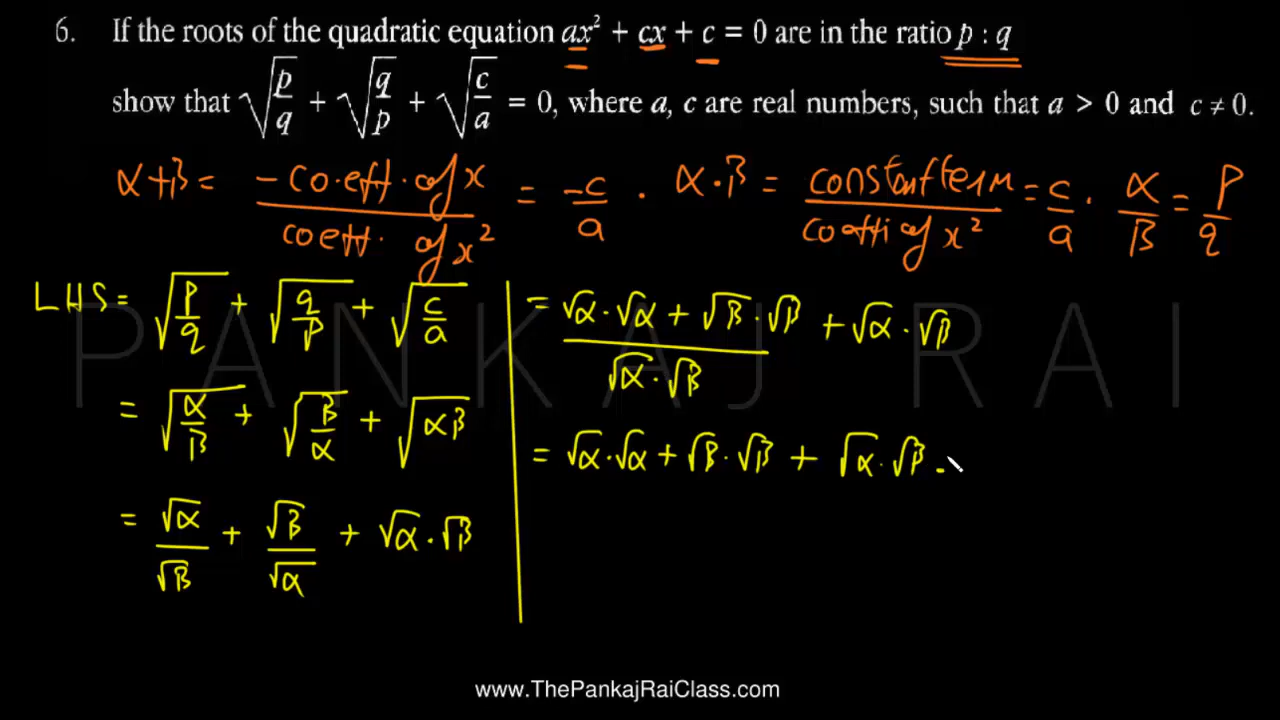 6. If the roots of the quadratic equation ax² + cx + c = 0 are in the ratio p : q
show that √(p/q) + √(q/p) + √(c/a) = 0, where a, c are real numbers, such that a > 0 and c ≠ 0.
α+β = -co·eff· of x / coeff· of x² = -c/a · α·β = constant term / coeffi of x² = c/a · α/β = p/q
LHS = √(p/q) + √(q/p) + √(c/a)
= √(α/β) + √(β/α) + √(αβ)
= √α/√β + √β/√α + √α·√β
= (√α·√α + √β·√β)/(√α·√β) + √α·√β
= √α·√α + √β·√β + √α·√β -
PANKAJ RAI
www.ThePankajRaiClass.com